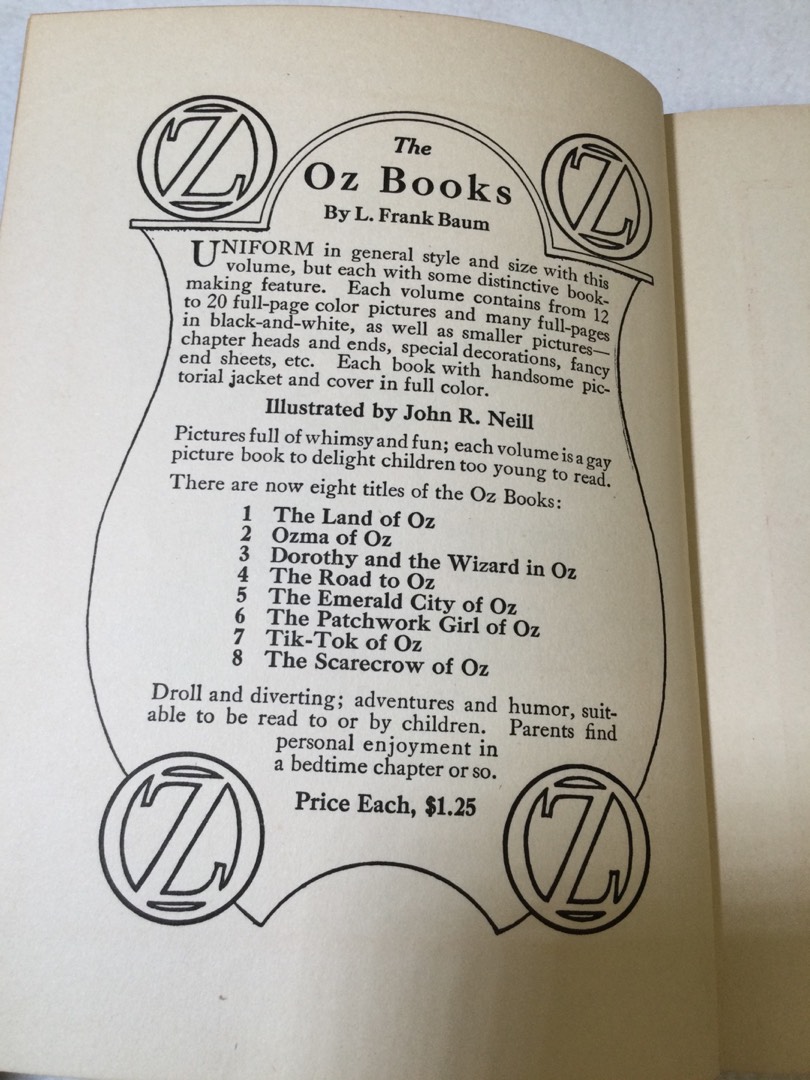 OZ
OZ
The
Oz Books
By L. Frank Baum
UNIFORM in general style and size with this
volume, but each with some distinctive book-
making feature. Each volume contains from 12
to 20 full-page color pictures and many full-pages
in black-and-white, as well as smaller pictures—
chapter heads and ends, special decorations, fancy
end sheets, etc. Each book with handsome pic-
torial jacket and cover in full color.
Illustrated by John R. Neill
Pictures full of whimsy and fun; each volume is a gay
picture book to delight children too young to read.
There are now eight titles of the Oz Books:
1 The Land of Oz
2 Ozma of Oz
3 Dorothy and the Wizard in Oz
4 The Road to Oz
5 The Emerald City of Oz
6 The Patchwork Girl of Oz
7 Tik-Tok of Oz
8 The Scarecrow of Oz
Droll and diverting; adventures and humor, suit-
able to be read to or by children. Parents find
personal enjoyment in
a bedtime chapter or so.
Price Each, $1.25
OZ
OZ